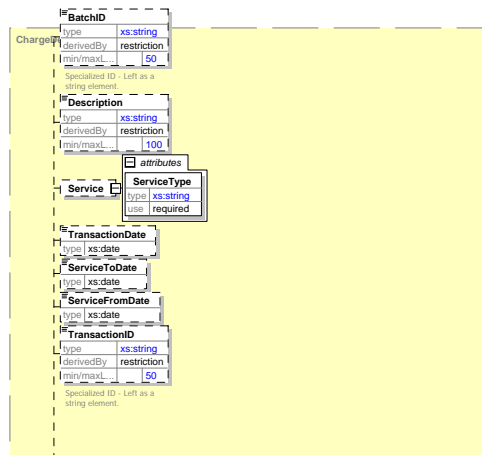 BatchID
type xs:string
derivedBy restriction
min/maxL... 50
Specialized ID - Left as a
string element.
Description
type xs:string
derivedBy restriction
min/maxL... 100
attributes
Service
ServiceType
type xs:string
use required
TransactionDate
type xs:date
ServiceToDate
type xs:date
ServiceFromDate
type xs:date
TransactionID
type xs:string
derivedBy restriction
min/maxL... 50
Specialized ID - Left as a
string element.